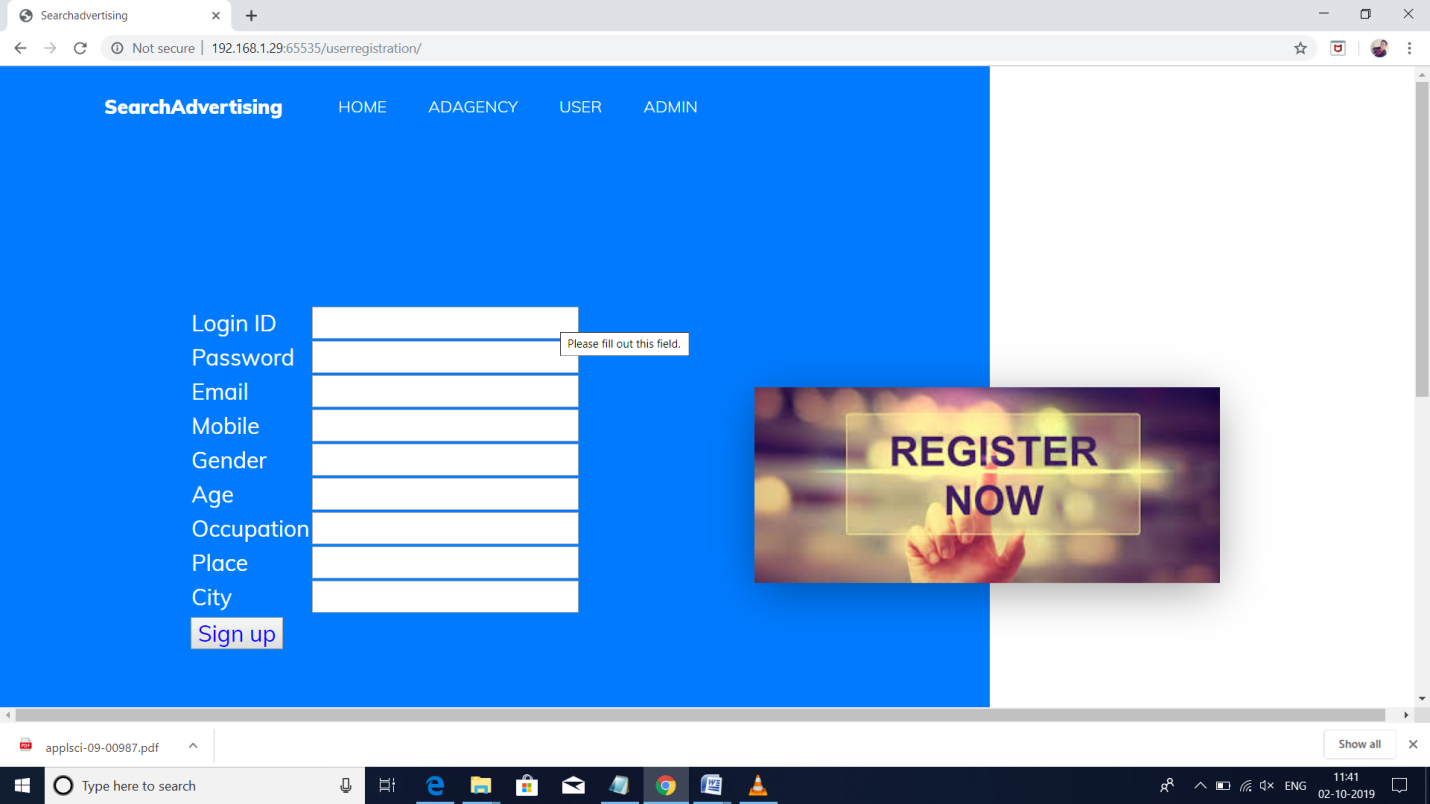 Searchadvertising
Not secure | 192.168.1.29:65535/userregistration/
SearchAdvertising HOME ADAGENCY USER ADMIN
Login ID
Please fill out this field.
Password
Email
Mobile
Gender
Age
Occupation
Place
City
Sign up
REGISTER
NOW
PDF
applsci-09-00987.pdf
Show all
Type here to search
ENG
11:41
02-10-2019